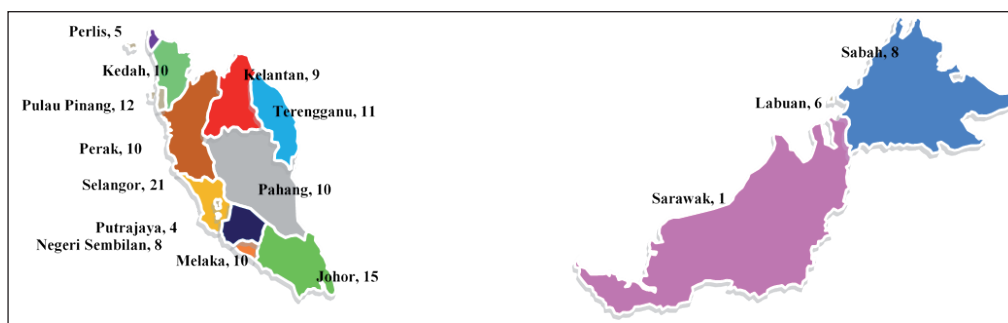 Perlis, 5
Kedah, 10
Kelantan, 9
Pulau Pinang, 12
Terengganu, 11
Perak, 10
Selangor, 21
Pahang, 10
Putrajaya, 4
Negeri Sembilan, 8
Melaka, 10
Johor, 15
Sabah, 8
Labuan, 6
Sarawak, 1